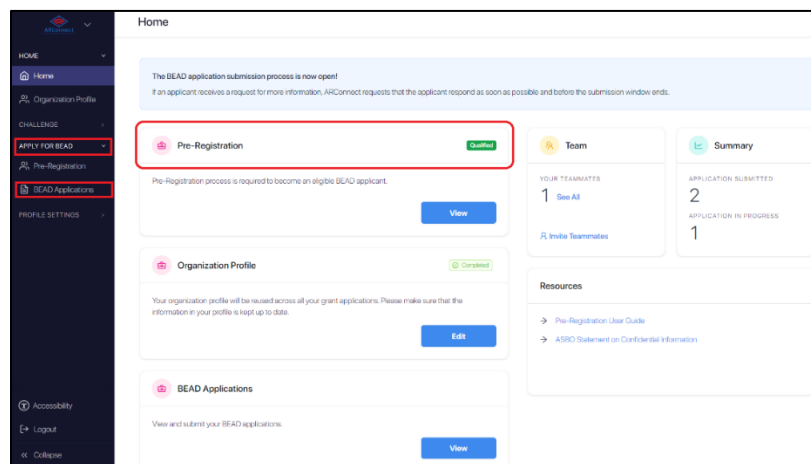 ARConnect
HOME
Home
Organization Profile
CHALLENGE
APPLY FOR BEAD
Pre-Registration
BEAD Applications
PROFILE SETTINGS
Accessibility
Logout
Collapse
Home
The BEAD application submission process is now open!
If an applicant receives a request for more information, ARConnect requests that the applicant respond as soon as possible and before the submission window ends.
Pre-Registration
Qualified
Pre-Registration process is required to become an eligible BEAD applicant.
View
Organization Profile
Completed
Your organization profile will be reused across all your grant applications. Please make sure that the
information in your profile is kept up to date.
Edit
BEAD Applications
View and submit your BEAD applications.
View
Team
YOUR TEAMMATES
1 See All
Invite Teammates
Summary
APPLICATION SUBMITTED
2
APPLICATION IN PROGRESS
1
Resources
Pre-Registration User Guide
ASBO Statement on Confidential Information